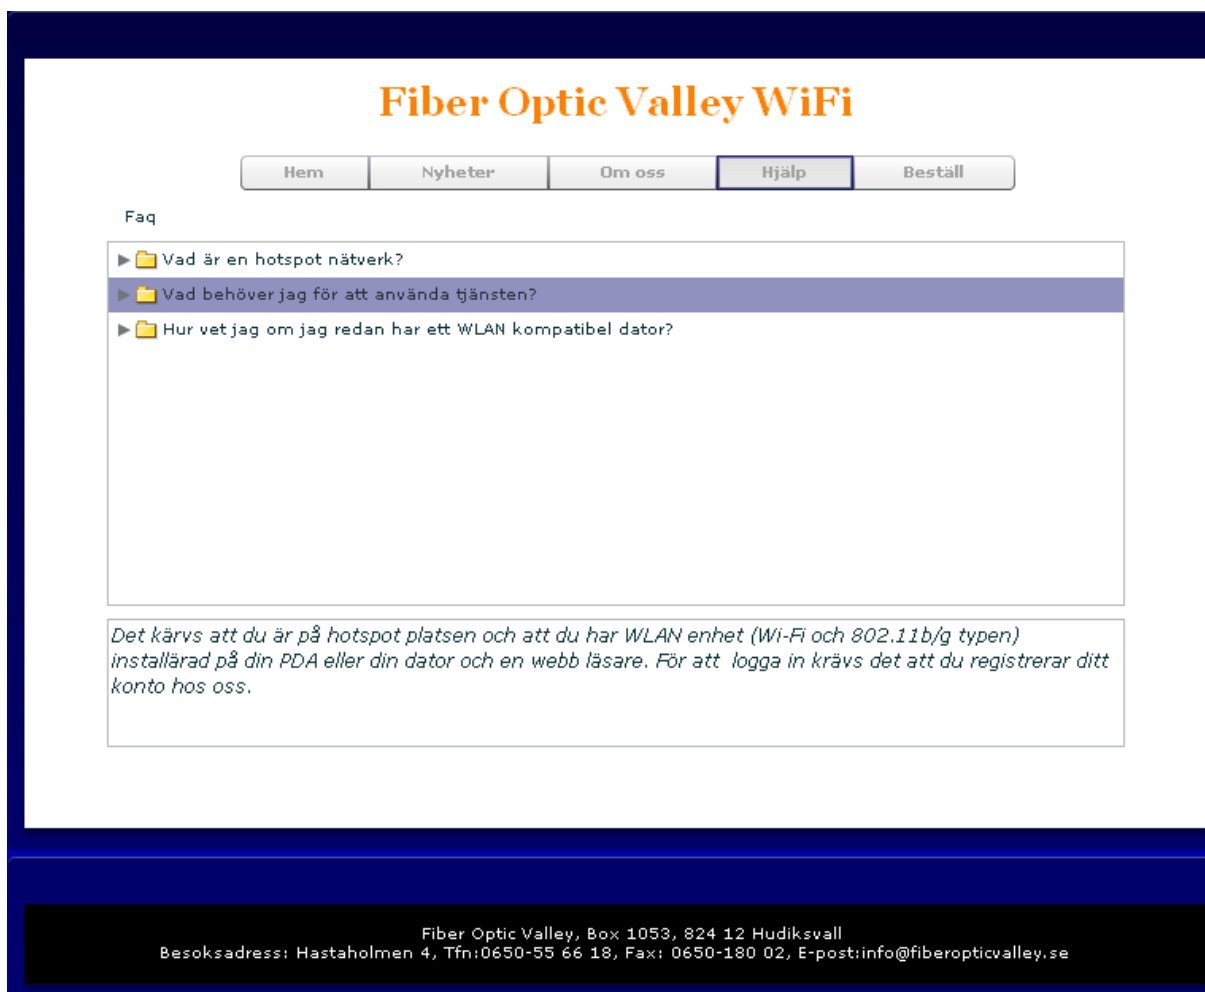 Fiber Optic Valley WiFi
Hem Nyheter Om oss Hjälp Beställ
Faq
Vad är en hotspot nätverk?
Vad behöver jag för att använda tjänsten?
Hur vet jag om jag redan har ett WLAN kompatibel dator?
Det kärvs att du är på hotspot platsen och att du har WLAN enhet (Wi-Fi och 802.11b/g typen)
installärad på din PDA eller din dator och en webb läsare. För att logga in krävs det att du registrerar ditt
konto hos oss.
Fiber Optic Valley, Box 1053, 824 12 Hudiksvall
Besoksadress: Hastaholmen 4, Tfn:0650-55 66 18, Fax: 0650-180 02, E-post:info@fiberopticvalley.se